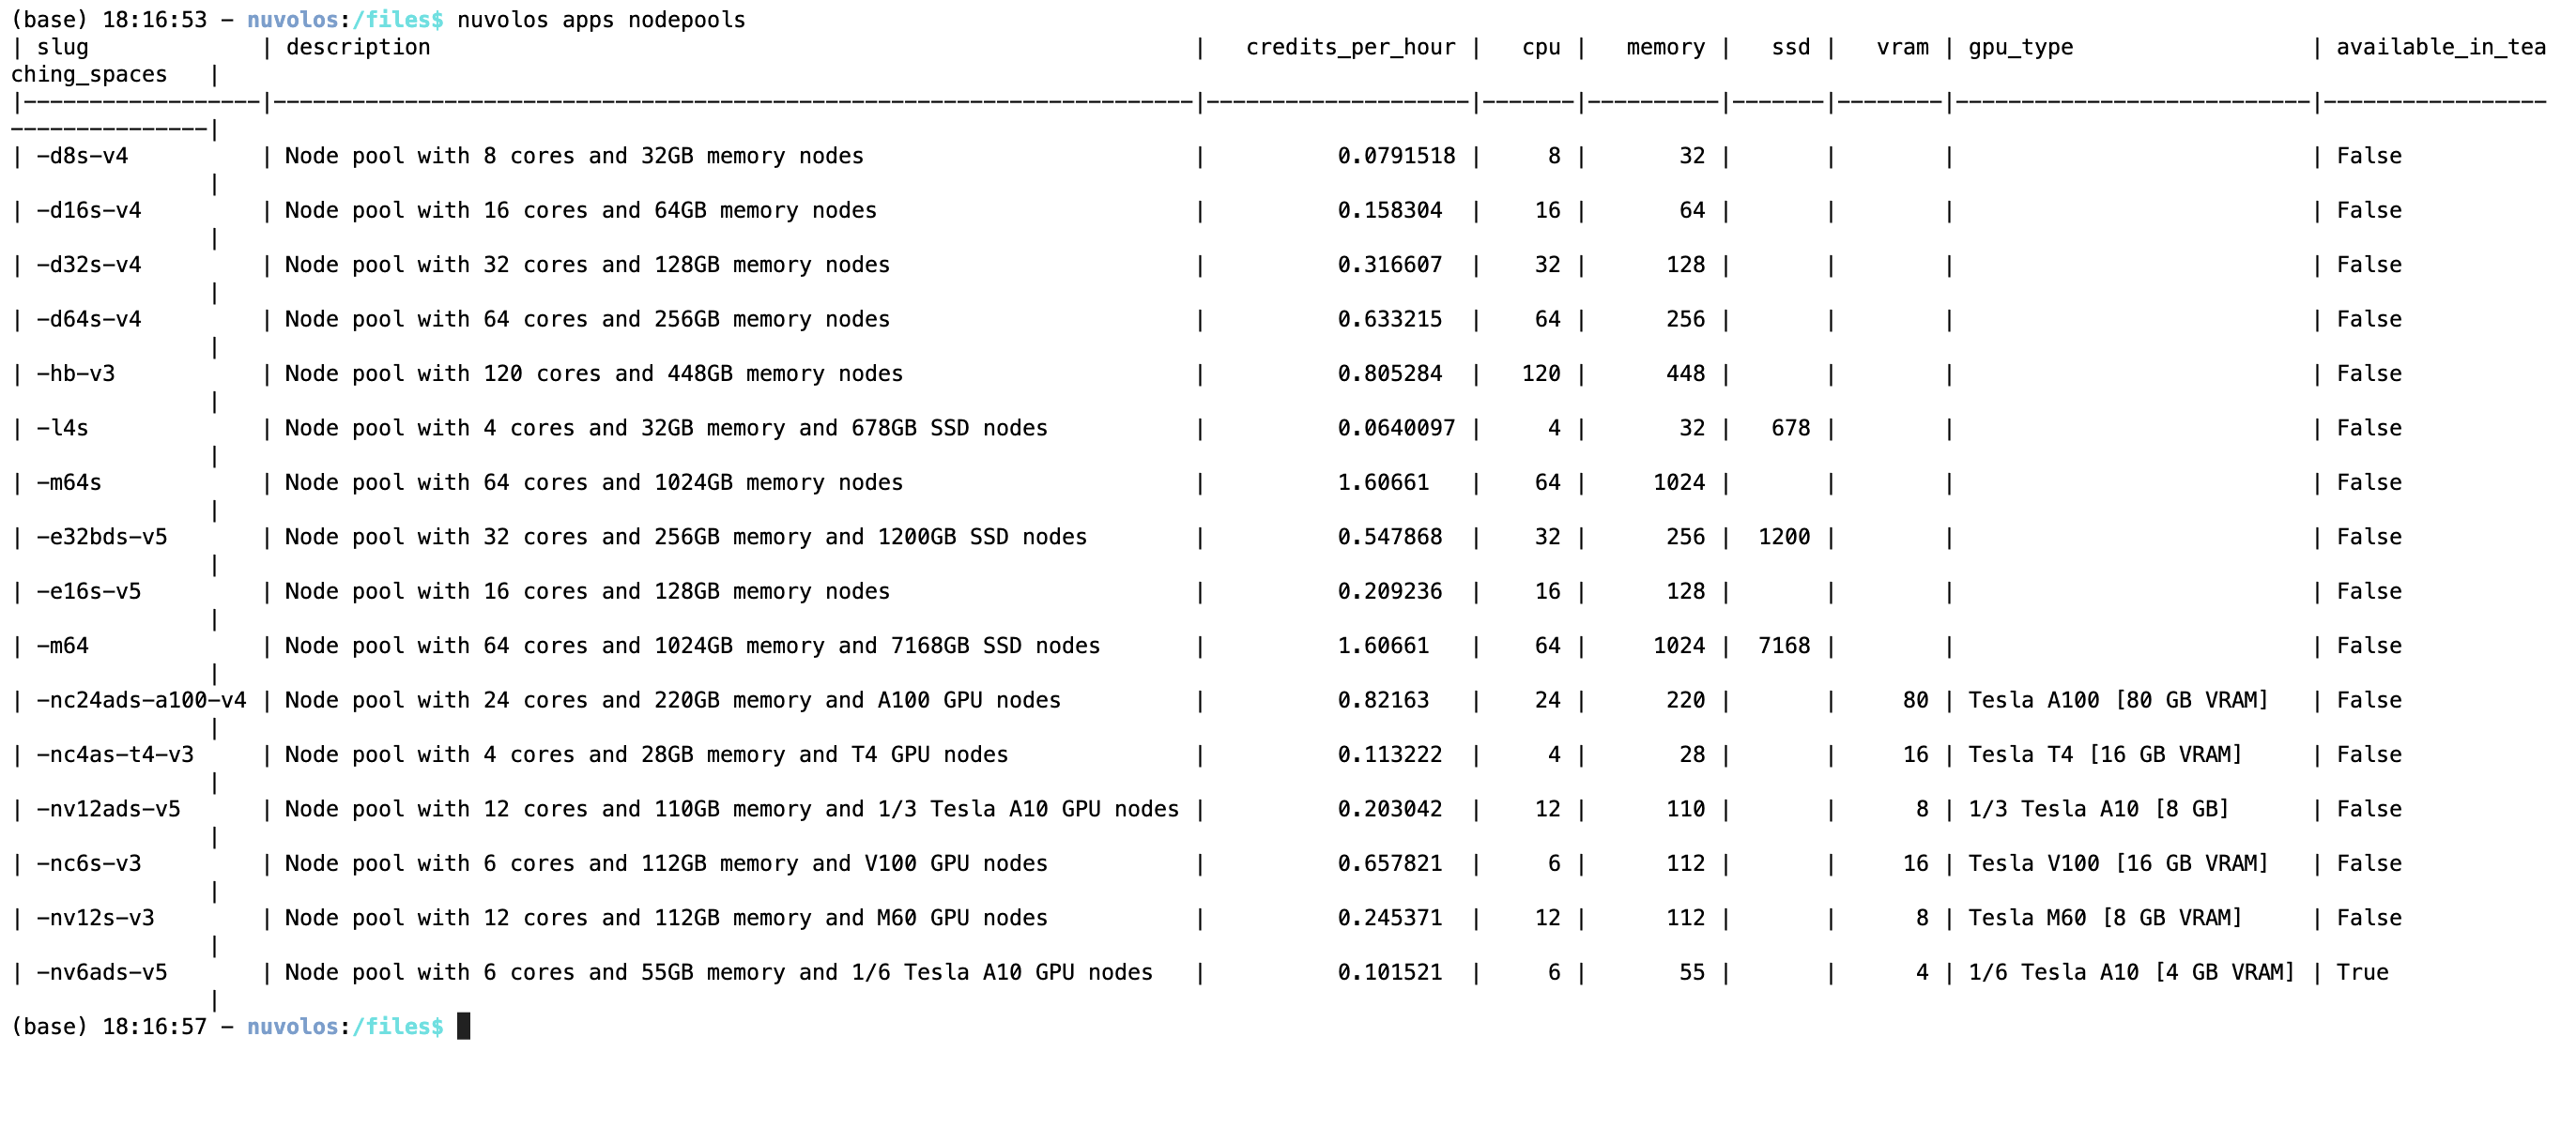 (base) 18:16:53 - nuvolos:/files$ nuvolos apps nodepools
| slug | description | credits_per_hour | cpu | memory | ssd | vram | gpu_type | available_in_tea
ching_spaces |
|------------------|----------------------------------------------------------------------|--------------------|-------|----------|-------|--------|---------------------------|-----------------
---------------|
| -d8s-v4 | Node pool with 8 cores and 32GB memory nodes | 0.0791518 | 8 | 32 | | | | False
|
| -d16s-v4 | Node pool with 16 cores and 64GB memory nodes | 0.158304 | 16 | 64 | | | | False
|
| -d32s-v4 | Node pool with 32 cores and 128GB memory nodes | 0.316607 | 32 | 128 | | | | False
|
| -d64s-v4 | Node pool with 64 cores and 256GB memory nodes | 0.633215 | 64 | 256 | | | | False
|
| -hb-v3 | Node pool with 120 cores and 448GB memory nodes | 0.805284 | 120 | 448 | | | | False
|
| -l4s | Node pool with 4 cores and 32GB memory and 678GB SSD nodes | 0.0640097 | 4 | 32 | 678 | | | False
|
| -m64s | Node pool with 64 cores and 1024GB memory nodes | 1.60661 | 64 | 1024 | | | | False
|
| -e32bds-v5 | Node pool with 32 cores and 256GB memory and 1200GB SSD nodes | 0.547868 | 32 | 256 | 1200 | | | False
|
| -e16s-v5 | Node pool with 16 cores and 128GB memory nodes | 0.209236 | 16 | 128 | | | | False
|
| -m64 | Node pool with 64 cores and 1024GB memory and 7168GB SSD nodes | 1.60661 | 64 | 1024 | 7168 | | | False
|
| -nc24ads-a100-v4 | Node pool with 24 cores and 220GB memory and A100 GPU nodes | 0.82163 | 24 | 220 | | 80 | Tesla A100 [80 GB VRAM] | False
|
| -nc4as-t4-v3 | Node pool with 4 cores and 28GB memory and T4 GPU nodes | 0.113222 | 4 | 28 | | 16 | Tesla T4 [16 GB VRAM] | False
|
| -nv12ads-v5 | Node pool with 12 cores and 110GB memory and 1/3 Tesla A10 GPU nodes | 0.203042 | 12 | 110 | | 8 | 1/3 Tesla A10 [8 GB] | False
|
| -nc6s-v3 | Node pool with 6 cores and 112GB memory and V100 GPU nodes | 0.657821 | 6 | 112 | | 16 | Tesla V100 [16 GB VRAM] | False
|
| -nv12s-v3 | Node pool with 12 cores and 112GB memory and M60 GPU nodes | 0.245371 | 12 | 112 | | 8 | Tesla M60 [8 GB VRAM] | False
|
| -nv6ads-v5 | Node pool with 6 cores and 55GB memory and 1/6 Tesla A10 GPU nodes | 0.101521 | 6 | 55 | | 4 | 1/6 Tesla A10 [4 GB VRAM] | True
|
(base) 18:16:57 - nuvolos:/files$